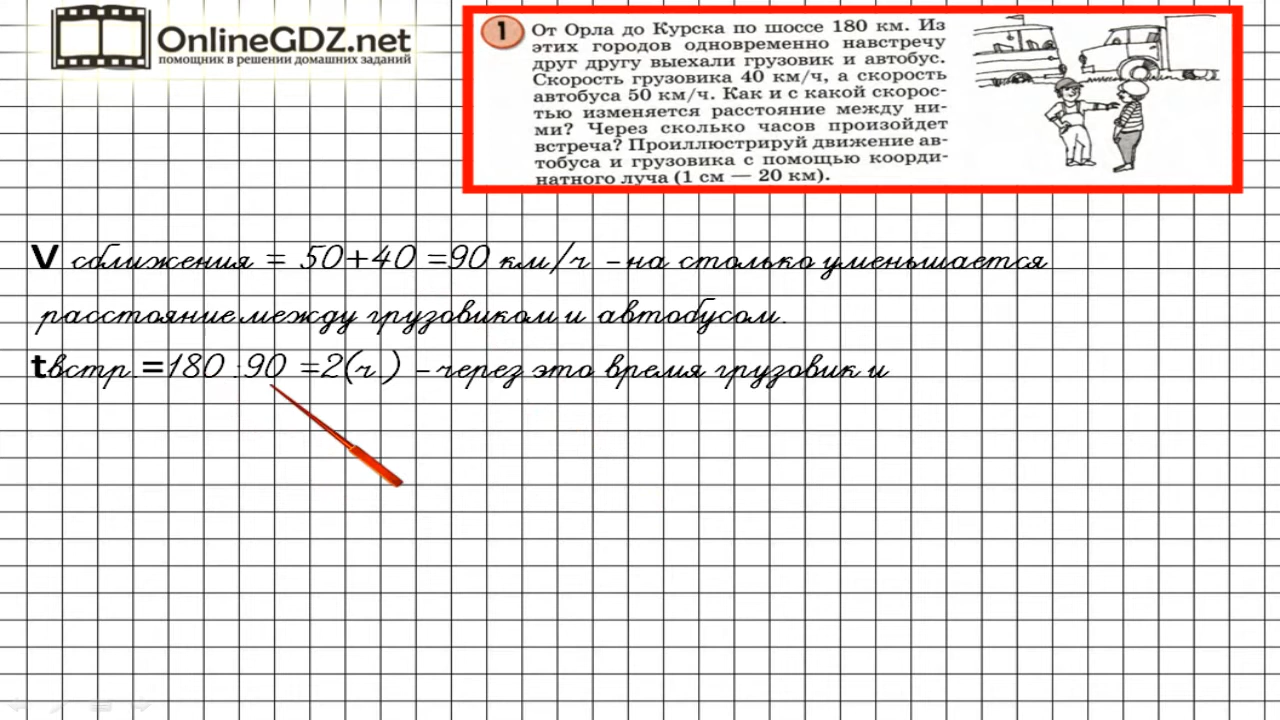 OnlineGDZ.net
помощник в решении домашних заданий
1 От Орла до Курска по шоссе 180 км. Из
этих городов одновременно навстречу
друг другу выехали грузовик и автобус.
Скорость грузовика 40 км/ч, а скорость
автобуса 50 км/ч. Как и с какой скорос-
тью изменяется расстояние между ни-
ми? Через сколько часов произойдет
встреча? Проиллюстрируй движение ав-
тобуса и грузовика с помощью коорди-
натного луча (1 см — 20 км).
V сближения = 50+40 =90 км/ч - на столько уменьшается
расстояние между грузовиком и автобусом.
tвстр.=180 :90 =2(ч ) - через это время грузовик и